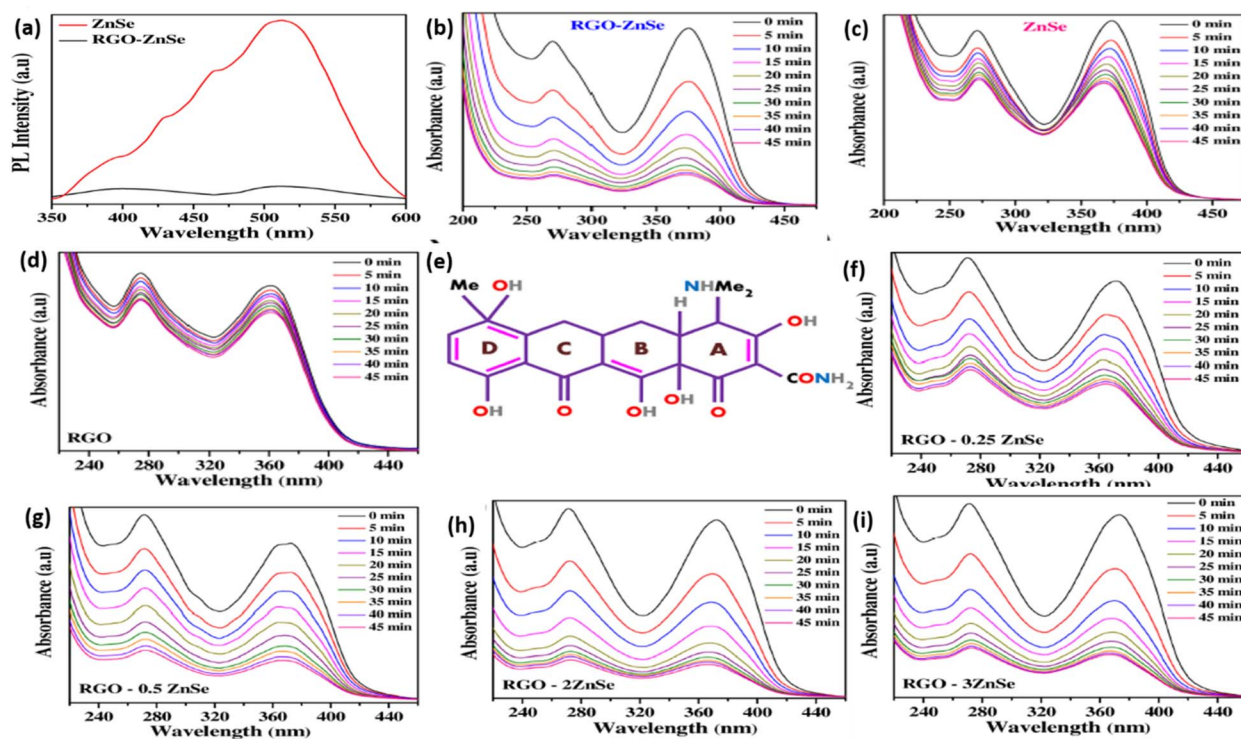 (a)
ZnSe
RGO-ZnSe
PL Intensity (a.u)
350 400 450 500 550 600
Wavelength (nm)
(b)
RGO-ZnSe
0 min
5 min
10 min
15 min
20 min
25 min
30 min
35 min
40 min
45 min
Absorbance (a.u)
200 250 300 350 400 450
Wavelength (nm)
(c)
ZnSe
0 min
5 min
10 min
15 min
20 min
25 min
30 min
35 min
40 min
45 min
Absorbance (a.u)
200 250 300 350 400 450
Wavelength (nm)
(d)
0 min
5 min
10 min
15 min
20 min
25 min
30 min
35 min
40 min
45 min
Absorbance (a.u)
RGO
240 280 320 360 400 440
Wavelength (nm)
(e)
Me OH
NHMe2
H
OH
D C B A
CONH2
OH O OH OH O
(f)
0 min
5 min
10 min
15 min
20 min
25 min
30 min
35 min
40 min
45 min
Absorbance (a.u)
RGO - 0.25 ZnSe
240 280 320 360 400 440
Wavelength (nm)
(g)
0 min
5 min
10 min
15 min
20 min
25 min
30 min
35 min
40 min
45 min
Absorbance (a.u)
RGO - 0.5 ZnSe
240 280 320 360 400 440
Wavelength (nm)
(h)
0 min
5 min
10 min
15 min
20 min
25 min
30 min
35 min
40 min
45 min
Absorbance (a.u)
RGO - 2ZnSe
240 280 320 360 400 440
Wavelength (nm)
(i)
0 min
5 min
10 min
15 min
20 min
25 min
30 min
35 min
40 min
45 min
Absorbance (a.u)
RGO - 3ZnSe
240 280 320 360 400 440
Wavelength (nm)